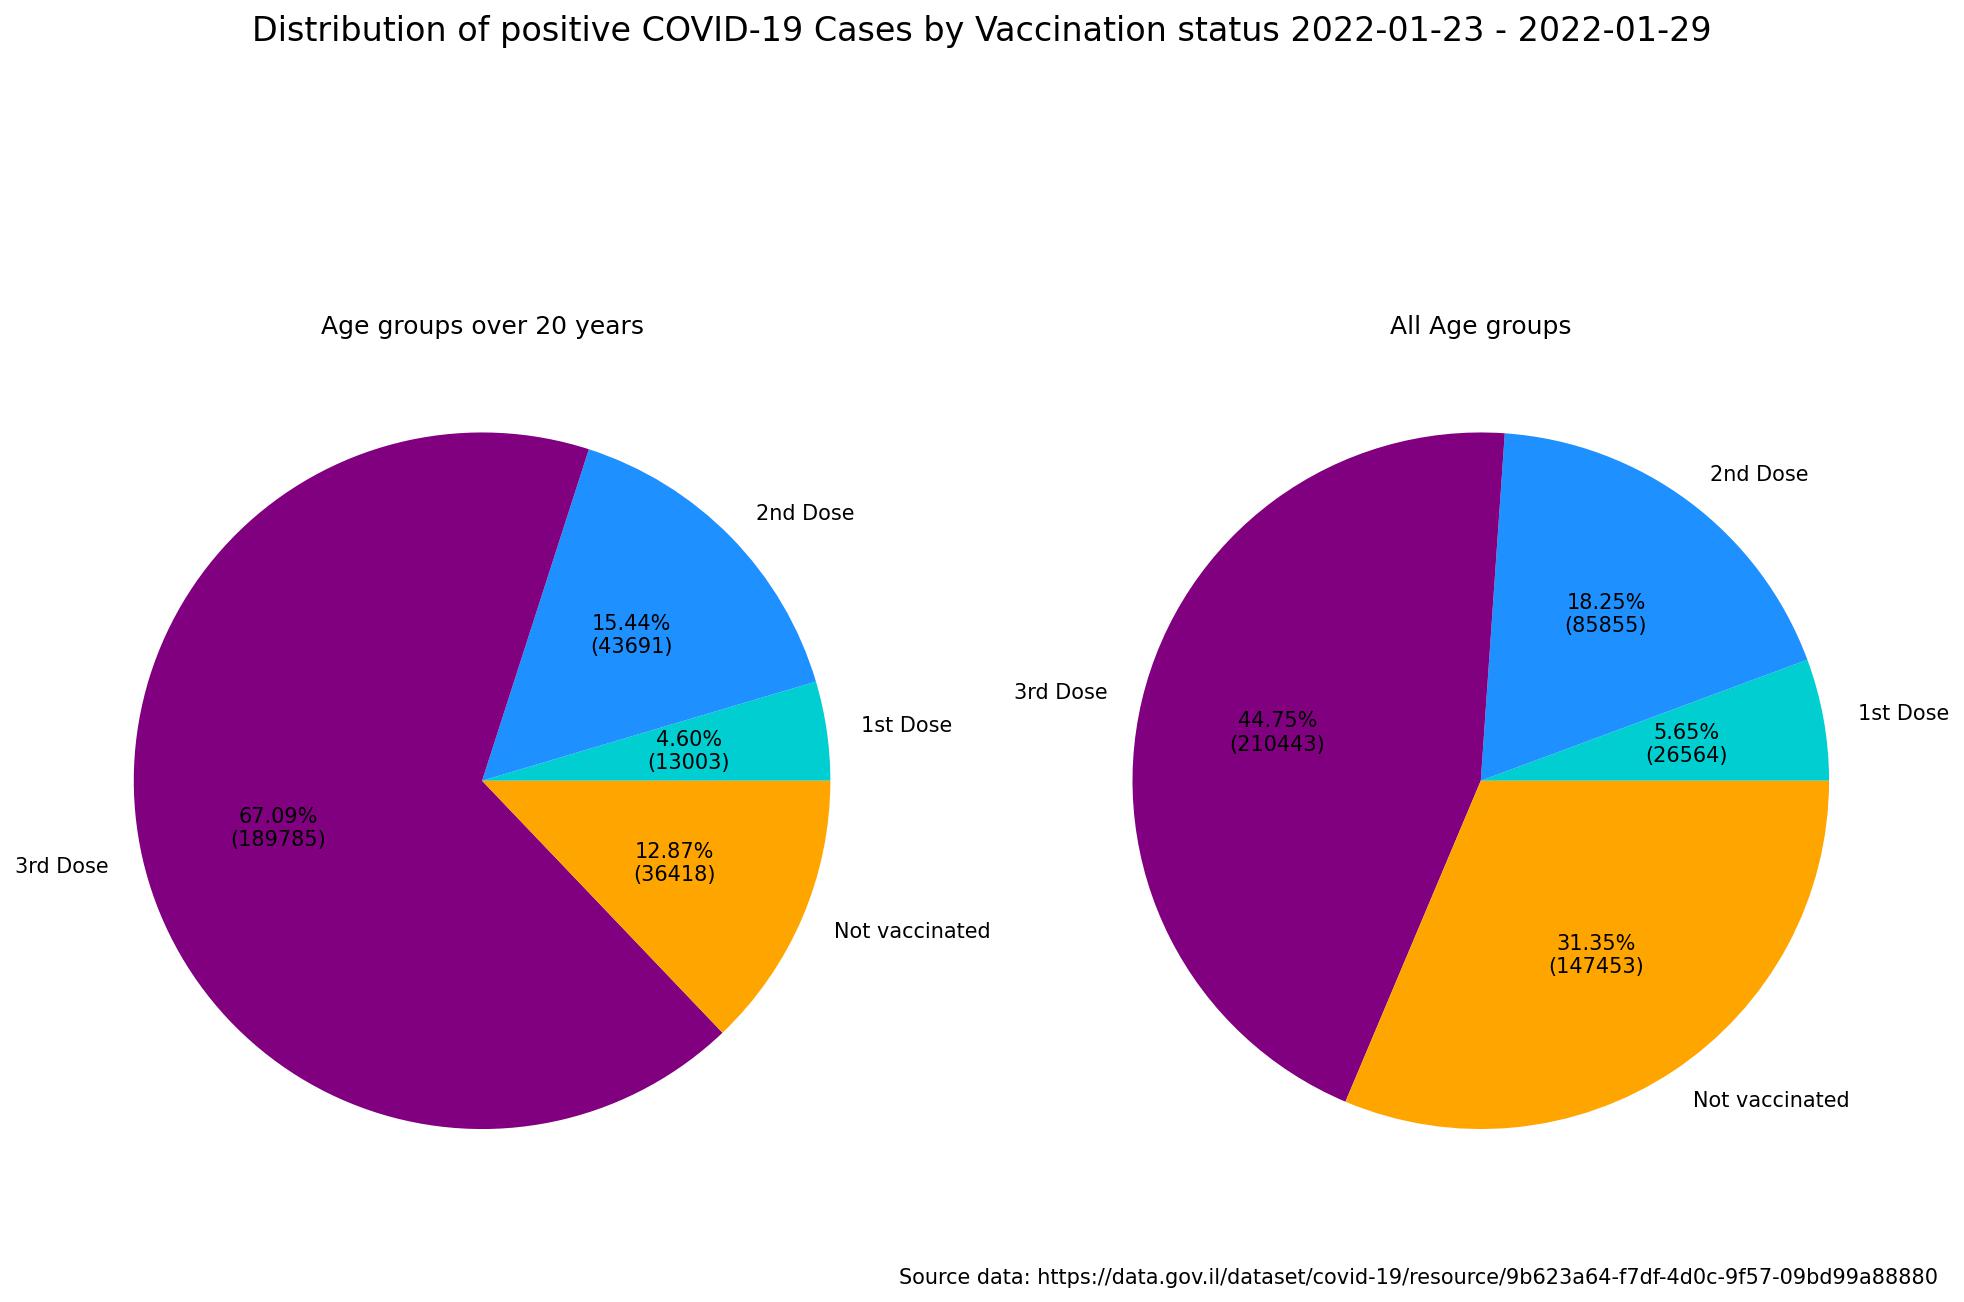 Distribution of positive COVID-19 Cases by Vaccination status 2022-01-23 - 2022-01-29
Age groups over 20 years
2nd Dose
15.44%
(43691)
1st Dose
4.60%
(13003)
67.09%
(189785)
3rd Dose
12.87%
(36418)
Not vaccinated
All Age groups
2nd Dose
18.25%
(85855)
3rd Dose
44.75%
(210443)
1st Dose
5.65%
(26564)
31.35%
(147453)
Not vaccinated
Source data: https://data.gov.il/dataset/covid-19/resource/9b623a64-f7df-4d0c-9f57-09bd99a88880